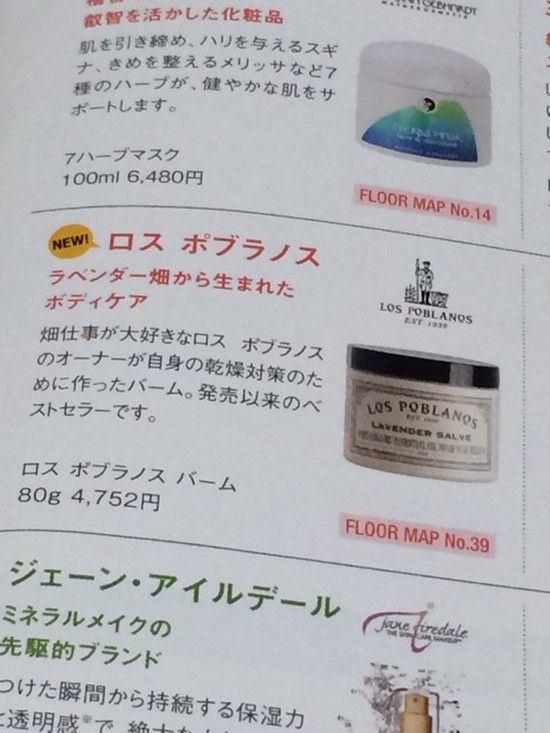 叡智を活かした化粧品
肌を引き締め、ハリを与えるスギ
ナ、きめを整えるメリッサなど7
種のハーブが、健やかな肌をサ
ポートします。
7ハーブマスク
100ml 6,480円
FLOOR MAP No.14
NEW!
ロス ポブラノス
ラベンダー畑から生まれた
ボディケア
畑仕事が大好きなロス ポブラノス
のオーナーが自身の乾燥対策のた
めに作ったバーム。発売以来のベ
ストセラーです。
ロス ポブラノス バーム
80g 4,752円
LOS POBLANOS
EST 1932
LOS POBLANOS
LAVENDER SALVE
FLOOR MAP No.39
ジェーン・アイルデール
ミネラルメイクの
先駆的ブランド
つけた瞬間から持続する保湿力
透明感※で
jane iredale
THE SKIN CARE MAKEUP